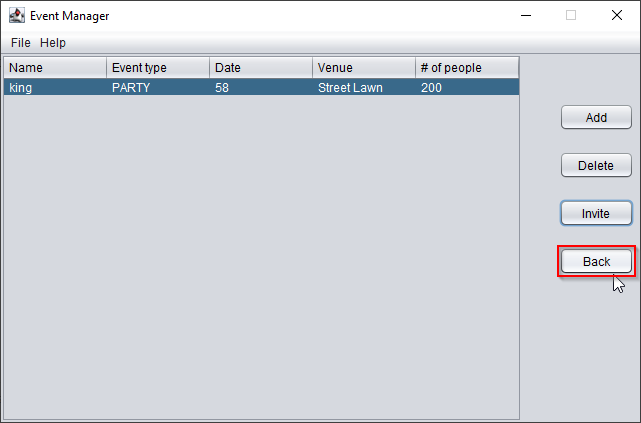 Event Manager
File Help
Name Event type Date Venue # of people
king PARTY 58 Street Lawn 200
Add
Delete
Invite
Back